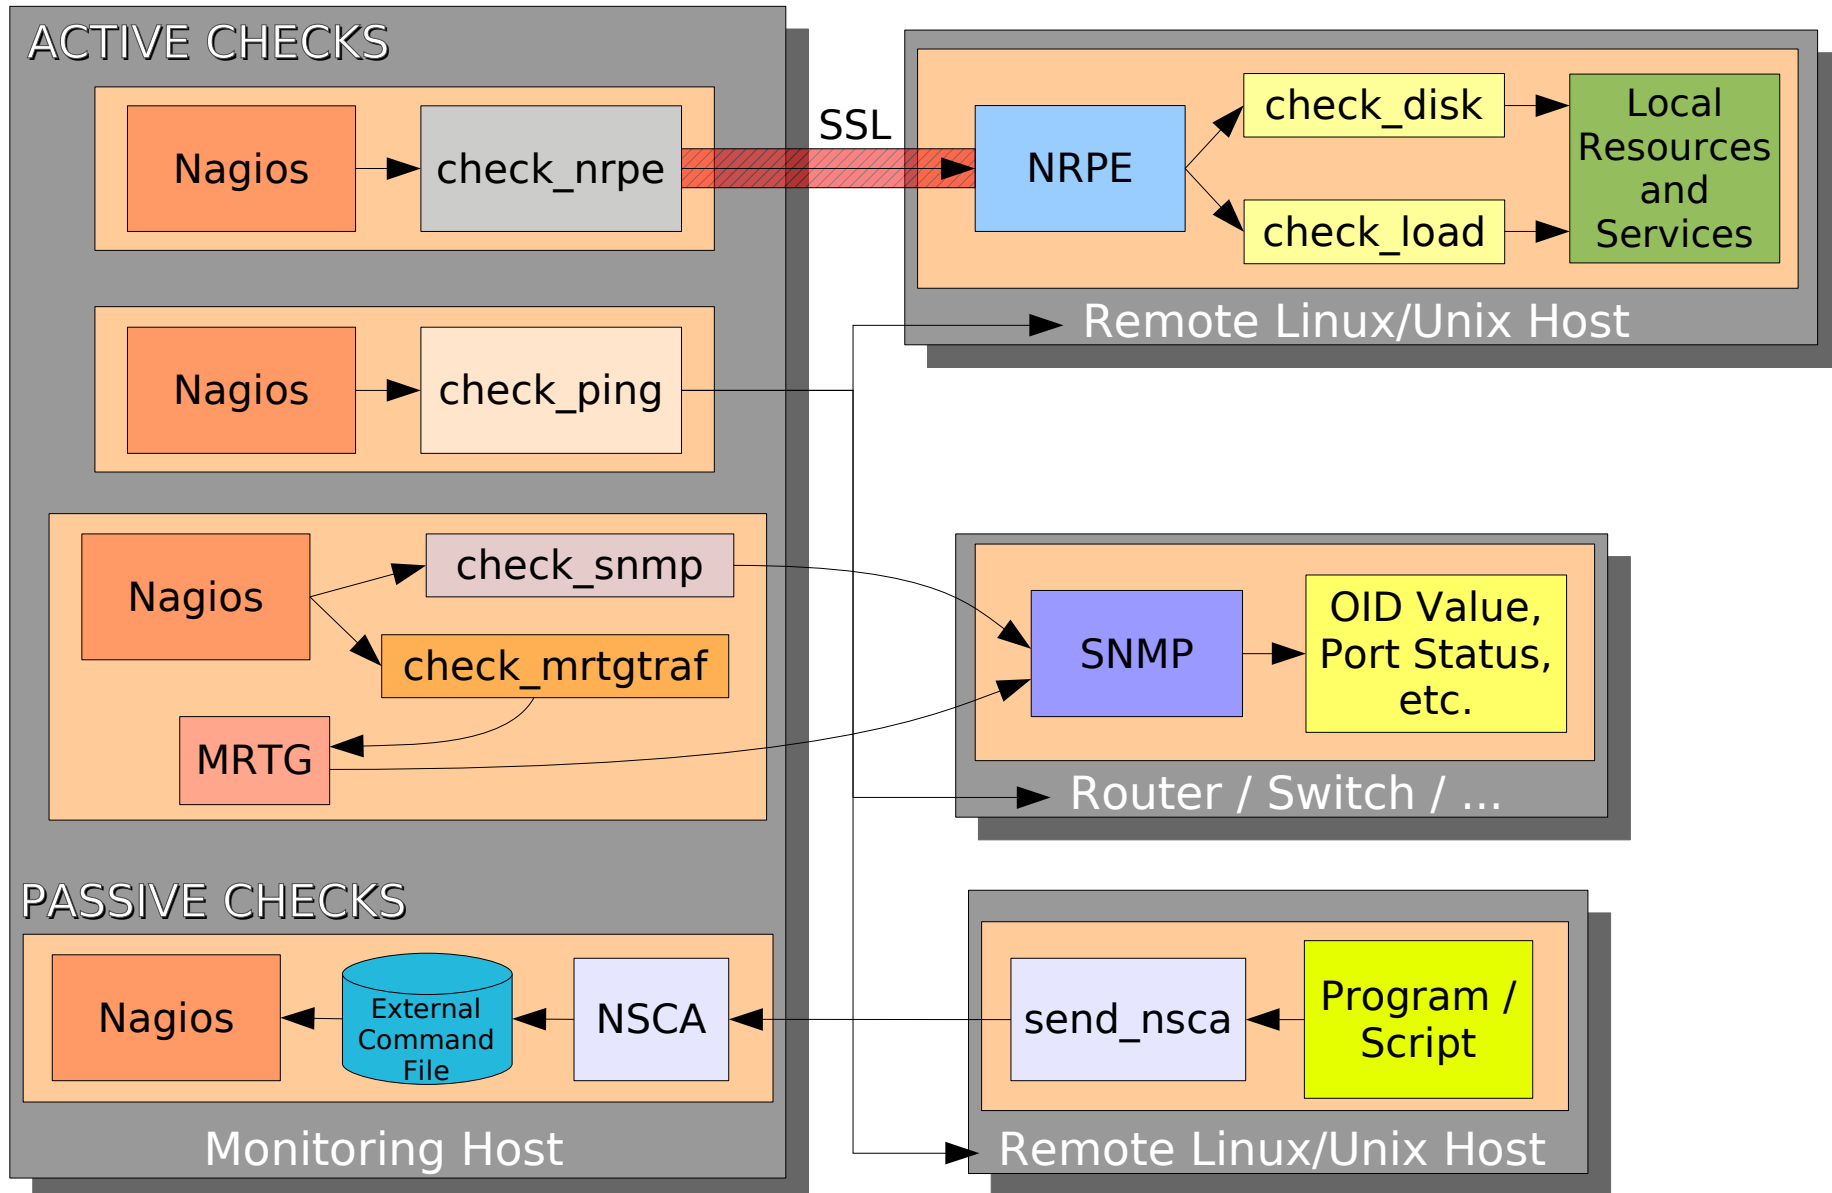 ACTIVE CHECKS
Nagios
check_nrpe
SSL
NRPE
check_disk
check_load
Local
Resources
and
Services
Remote Linux/Unix Host
Nagios
check_ping
Nagios
check_snmp
check_mrtgtraf
MRTG
SNMP
OID Value,
Port Status,
etc.
Router / Switch / ...
PASSIVE CHECKS
Nagios
External
Command
File
NSCA
send_nsca
Program /
Script
Monitoring Host
Remote Linux/Unix Host